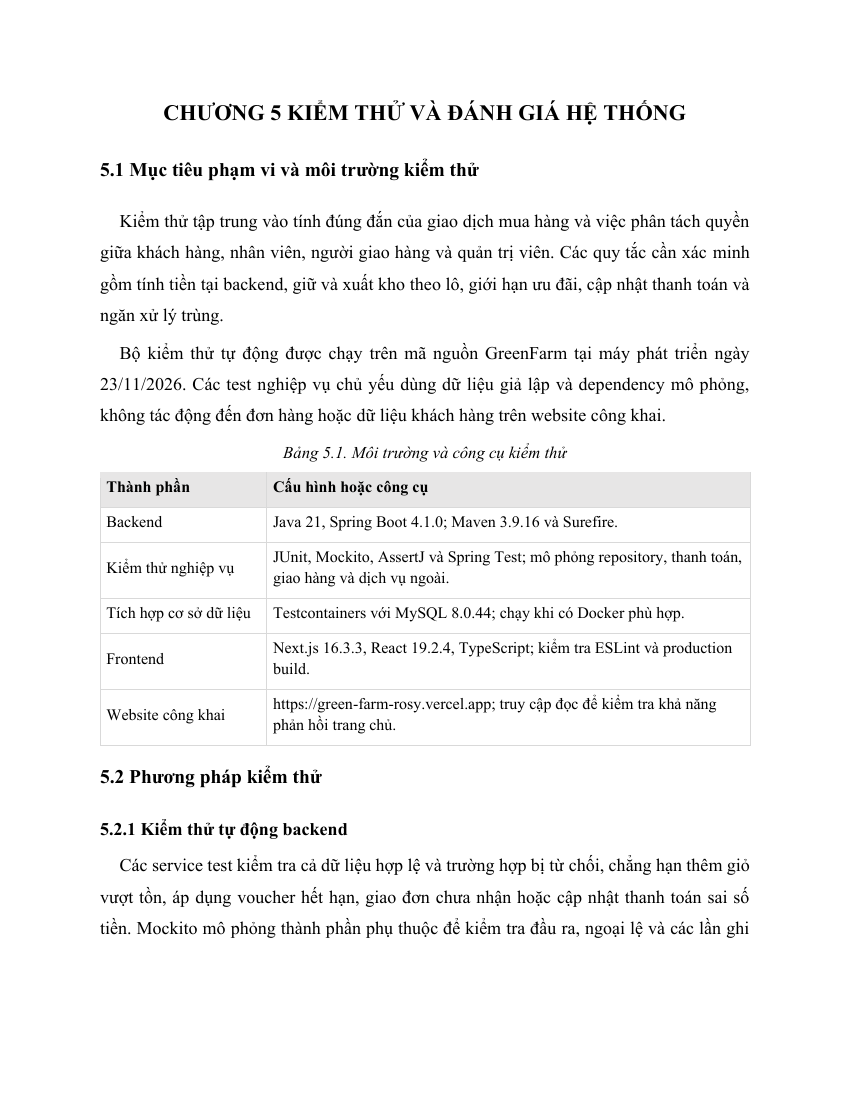 CHƯƠNG 5 KIỂM THỬ VÀ ĐÁNH GIÁ HỆ THỐNG
5.1 Mục tiêu phạm vi và môi trường kiểm thử
Kiểm thử tập trung vào tính đúng đắn của giao dịch mua hàng và việc phân tách quyền
giữa khách hàng, nhân viên, người giao hàng và quản trị viên. Các quy tắc cần xác minh
gồm tính tiền tại backend, giữ và xuất kho theo lô, giới hạn ưu đãi, cập nhật thanh toán và
ngăn xử lý trùng.
Bộ kiểm thử tự động được chạy trên mã nguồn GreenFarm tại máy phát triển ngày
23/11/2026. Các test nghiệp vụ chủ yếu dùng dữ liệu giả lập và dependency mô phỏng,
không tác động đến đơn hàng hoặc dữ liệu khách hàng trên website công khai.
Bảng 5.1. Môi trường và công cụ kiểm thử
Thành phần Cấu hình hoặc công cụ
Backend Java 21, Spring Boot 4.1.0; Maven 3.9.16 và Surefire.
Kiểm thử nghiệp vụ JUnit, Mockito, AssertJ và Spring Test; mô phỏng repository, thanh toán,
giao hàng và dịch vụ ngoài.
Tích hợp cơ sở dữ liệu Testcontainers với MySQL 8.0.44; chạy khi có Docker phù hợp.
Frontend Next.js 16.3.3, React 19.2.4, TypeScript; kiểm tra ESLint và production
build.
Website công khai https://green-farm-rosy.vercel.app; truy cập đọc để kiểm tra khả năng
phản hồi trang chủ.
5.2 Phương pháp kiểm thử
5.2.1 Kiểm thử tự động backend
Các service test kiểm tra cả dữ liệu hợp lệ và trường hợp bị từ chối, chẳng hạn thêm giỏ
vượt tồn, áp dụng voucher hết hạn, giao đơn chưa nhận hoặc cập nhật thanh toán sai số
tiền. Mockito mô phỏng thành phần phụ thuộc để kiểm tra đầu ra, ngoại lệ và các lần ghi